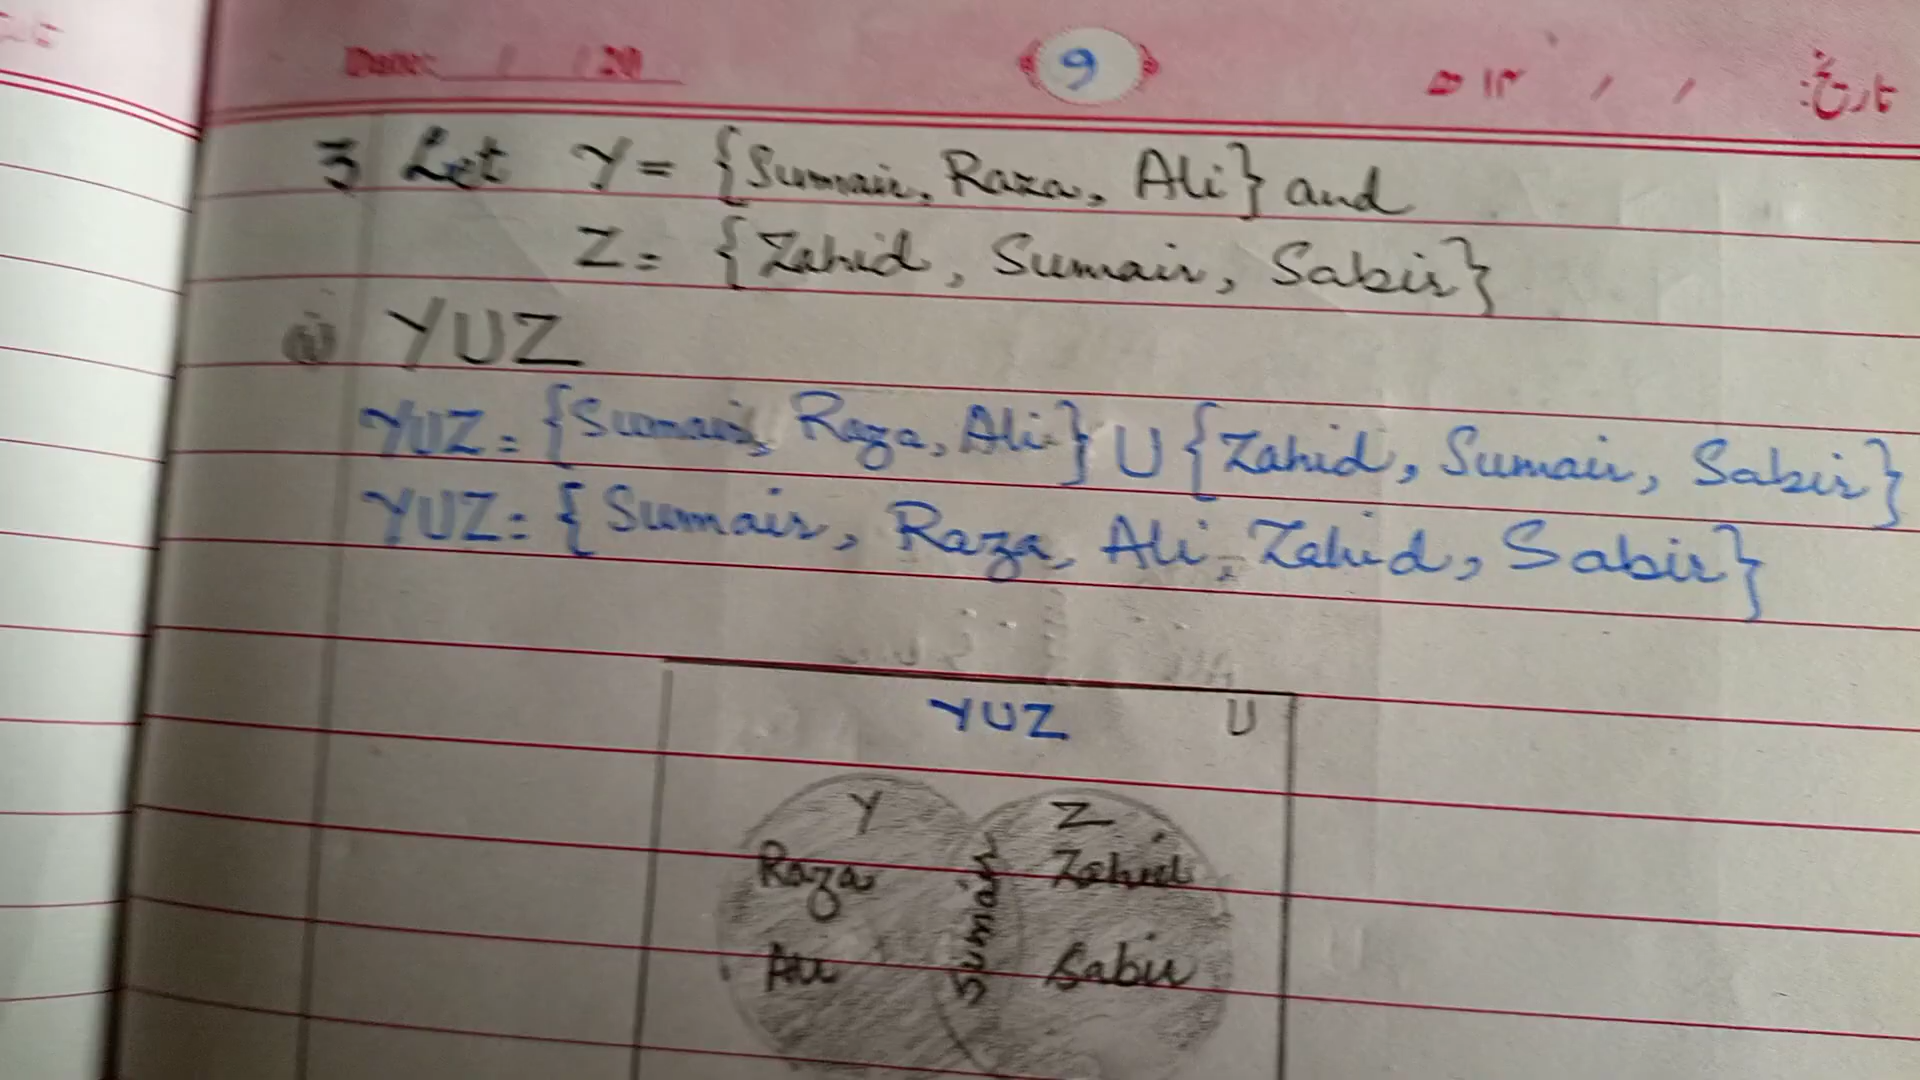 Date: / /20
9
۱۴ھ / / تاریخ:
3 Let Y = {Sumair, Raza, Ali} and
Z = {Zahid, Sumair, Sabir}
YUZ
YUZ = {Sumair, Raza, Ali} U {Zahid, Sumair, Sabir}
YUZ = {Sumair, Raza, Ali, Zahid, Sabir}
YUZ U
Y Z
Raza Sumair Zahid
Ali Sabir